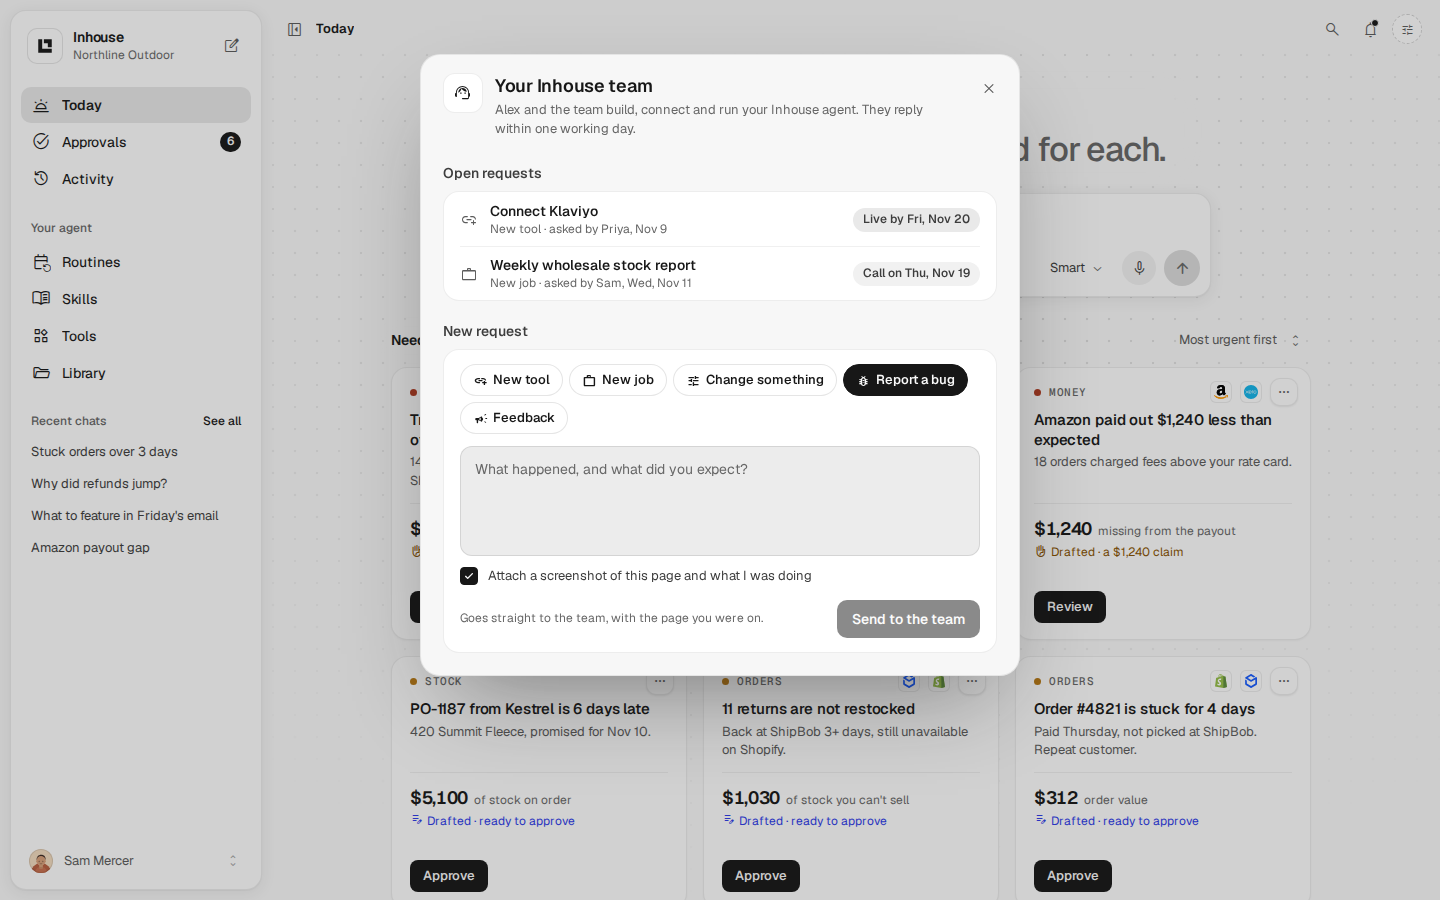 Inhouse
Northline Outdoor
Today
Approvals
6
Activity
Your agent
Routines
Skills
Tools
Library
Recent chats
See all
Stuck orders over 3 days
Why did refunds jump?
What to feature in Friday's email
Amazon payout gap
Sam Mercer
Today
d for each.
Smart
Most urgent first
Your Inhouse team
Alex and the team build, connect and run your Inhouse agent. They reply
within one working day.
Open requests
Connect Klaviyo
New tool · asked by Priya, Nov 9
Live by Fri, Nov 20
Weekly wholesale stock report
New job · asked by Sam, Wed, Nov 11
Call on Thu, Nov 19
New request
New tool
New job
Change something
Report a bug
Feedback
What happened, and what did you expect?
Attach a screenshot of this page and what I was doing
Goes straight to the team, with the page you were on.
Send to the team
MONEY
Amazon paid out $1,240 less than
expected
18 orders charged fees above your rate card.
$1,240 missing from the payout
Drafted · a $1,240 claim
Review
STOCK
PO-1187 from Kestrel is 6 days late
420 Summit Fleece, promised for Nov 10.
$5,100 of stock on order
Drafted · ready to approve
Approve
ORDERS
11 returns are not restocked
Back at ShipBob 3+ days, still unavailable
on Shopify.
$1,030 of stock you can't sell
Drafted · ready to approve
Approve
ORDERS
Order #4821 is stuck for 4 days
Paid Thursday, not picked at ShipBob.
Repeat customer.
$312 order value
Drafted · ready to approve
Approve